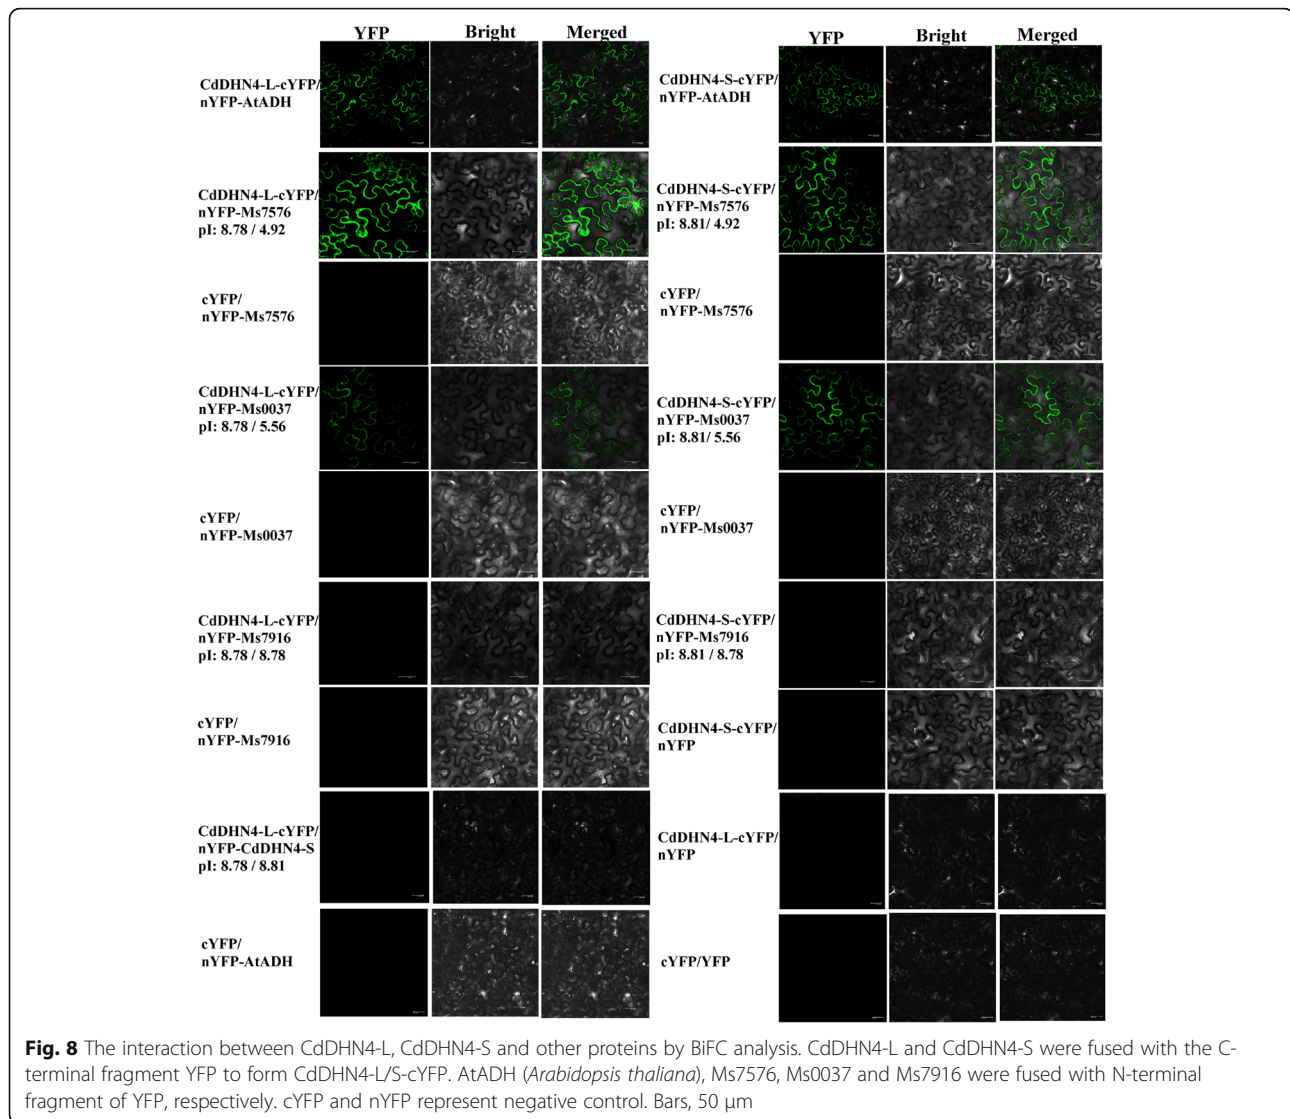 YFP Bright Merged
CdDHN4-L-cYFP/
nYFP-AtADH
CdDHN4-L-cYFP/
nYFP-Ms7576
pI: 8.78 / 4.92
cYFP/
nYFP-Ms7576
CdDHN4-L-cYFP/
nYFP-Ms0037
pI: 8.78 / 5.56
cYFP/
nYFP-Ms0037
CdDHN4-L-cYFP/
nYFP-Ms7916
pI: 8.78 / 8.78
cYFP/
nYFP-Ms7916
CdDHN4-L-cYFP/
nYFP-CdDHN4-S
pI: 8.78 / 8.81
cYFP/
nYFP-AtADH
YFP Bright Merged
CdDHN4-S-cYFP/
nYFP-AtADH
CdDHN4-S-cYFP/
nYFP-Ms7576
pI: 8.81/ 4.92
cYFP/
nYFP-Ms7576
CdDHN4-S-cYFP/
nYFP-Ms0037
pI: 8.81/ 5.56
cYFP/
nYFP-Ms0037
CdDHN4-S-cYFP/
nYFP-Ms7916
pI: 8.81 / 8.78
CdDHN4-S-cYFP/
nYFP
CdDHN4-L-cYFP/
nYFP
cYFP/YFP
Fig. 8 The interaction between CdDHN4-L, CdDHN4-S and other proteins by BiFC analysis. CdDHN4-L and CdDHN4-S were fused with the C-
terminal fragment YFP to form CdDHN4-L/S-cYFP. AtADH (Arabidopsis thaliana), Ms7576, Ms0037 and Ms7916 were fused with N-terminal
fragment of YFP, respectively. cYFP and nYFP represent negative control. Bars, 50 μm